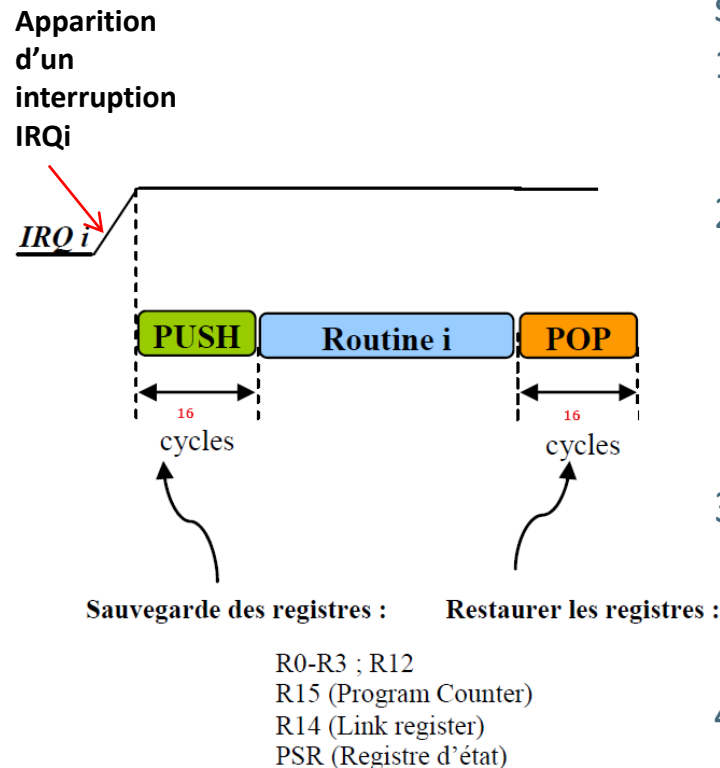 Apparition
d'un
interruption
IRQi
IRQ i
PUSH
Routine i
POP
16
cycles
16
cycles
Sauvegarde des registres :
Restaurer les registres :
R0-R3 ; R12
R15 (Program Counter)
R14 (Link register)
PSR (Registre d'état)